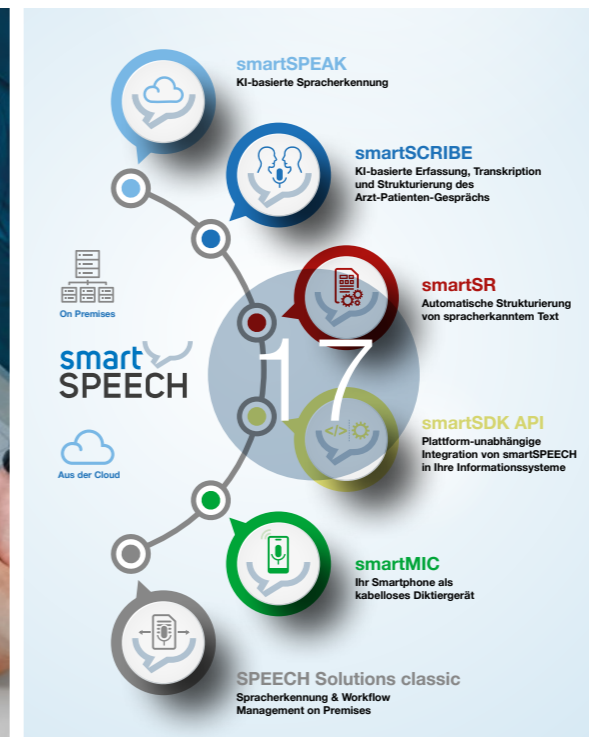 smartSPEAK
KI-basierte Spracherkennung
smartSCRIBE
KI-basierte Erfassung, Transkription
und Strukturierung des
Arzt-Patienten-Gesprächs
On Premises
smartSR
Automatische Strukturierung
von spracherkanntem Text
smart
SPEECH
17
smartSDK API
Plattform-unabhängige
Integration von smartSPEECH
in Ihre Informationssysteme
</>
Aus der Cloud
smartMIC
Ihr Smartphone als
kabelloses Diktiergerät
SPEECH Solutions classic
Spracherkennung & Workflow
Management on Premises